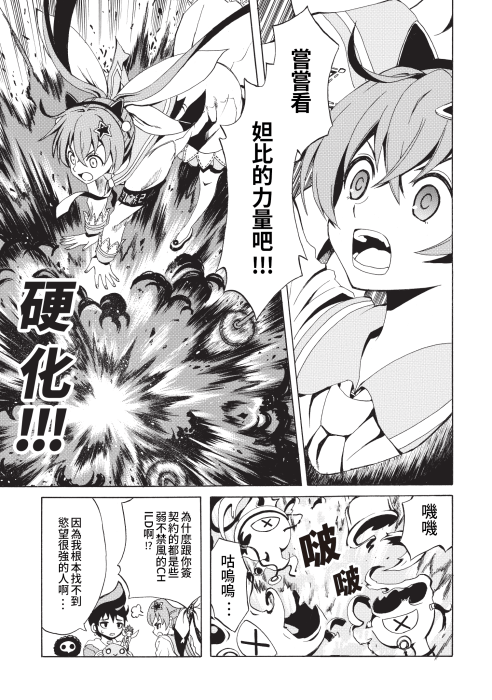 嘗嘗看
妲比的力量吧!!!
硬化!!!
嘰嘰
啵
啵
咕嗚嗚…
為什麼跟你簽
契約的都是些
弱不禁風的CH
ILD啊!?
因為我根本找不到
慾望很強的人啊…